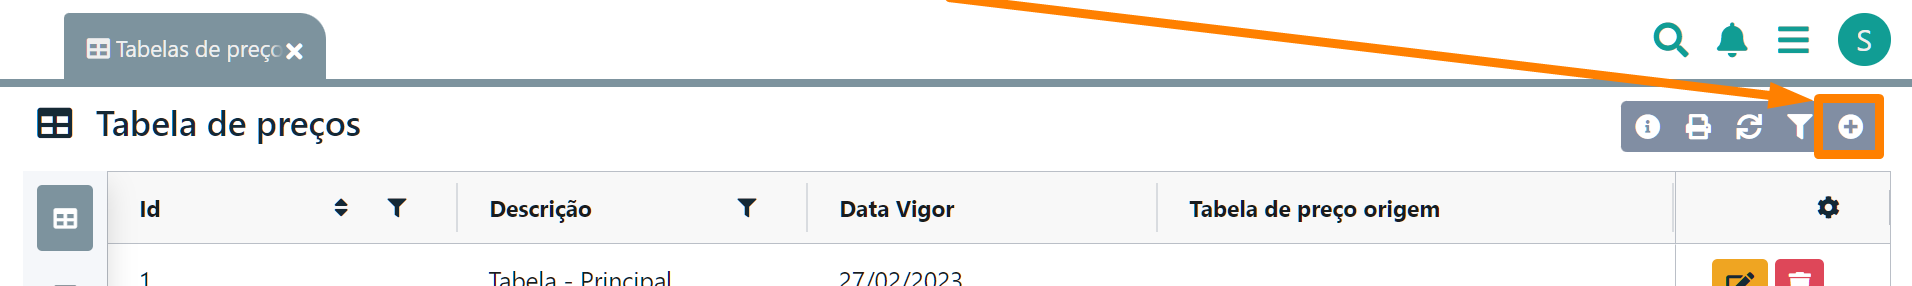 Tabelas de preço
S
Tabela de preços
Id Descrição Data Vigor Tabela de preço origem
1 Tabela - Principal 27/02/2023